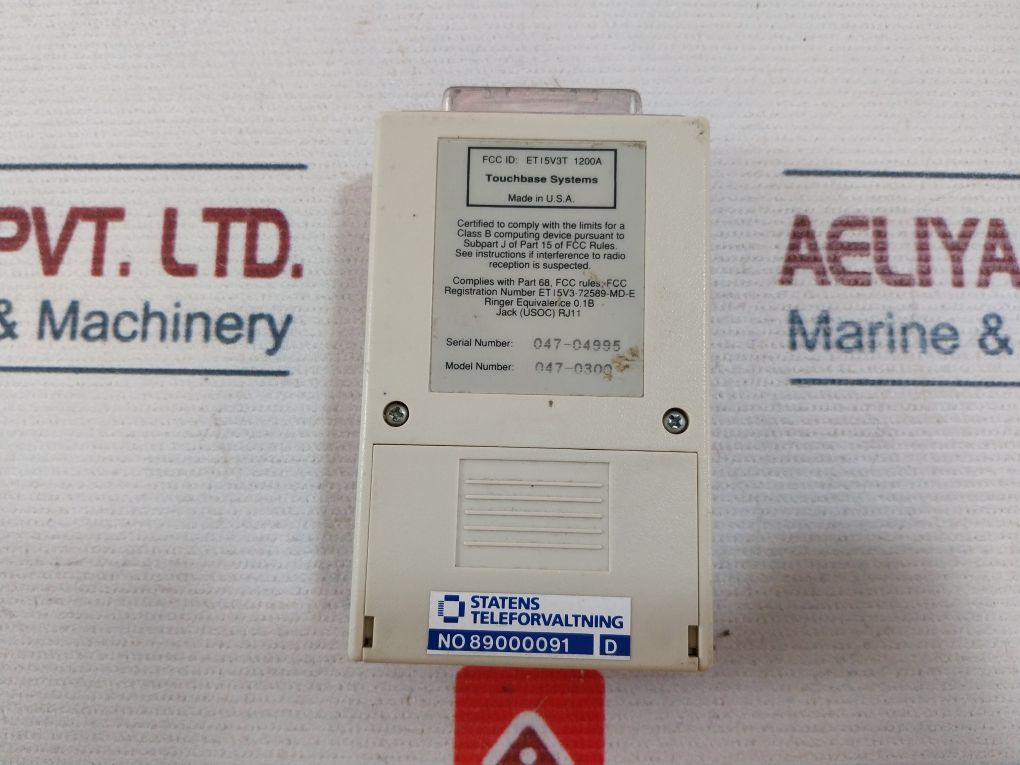 FCC ID: ETI5V3T 1200A
Touchbase Systems
Made in U.S.A.
Certified to comply with the limits for a
Class B computing device pursuant to
Subpart J of Part 15 of FCC Rules.
See instructions if interference to radio
reception is suspected.
Complies with Part 68, FCC rules. FCC
Registration Number ETI5V3-72589-MD-E
Ringer Equivalence 0.1B
Jack (USOC) RJ11
Serial Number: 047-04995
Model Number: 047-0300
STATENS
TELEFORVALTNING
NO 89000091 D
PVT. LTD.
& Machinery
AELIYA
Marine &